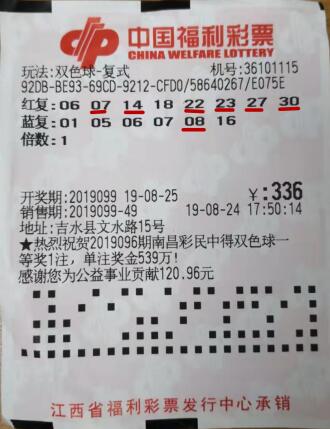 中国福利彩票
CHINA WELFARE LOTTERY
玩法:双色球-复式 机号:36101115
92DB-BE93-69CD-9212-CFD0/58640267/E075E
红复:06 07 14 18 22 23 27 30
蓝复:01 05 06 07 08 16
倍数:1
开奖期:2019099 19-08-25 ¥:336
销售期:2019099-49 19-08-24 17:50:14
地址:吉水县文水路15号
★热烈祝贺2019096期南昌彩民中得双色球一
等奖1注,单注奖金539万!
感谢您为公益事业贡献120.96元
江西省福利彩票发行中心承销